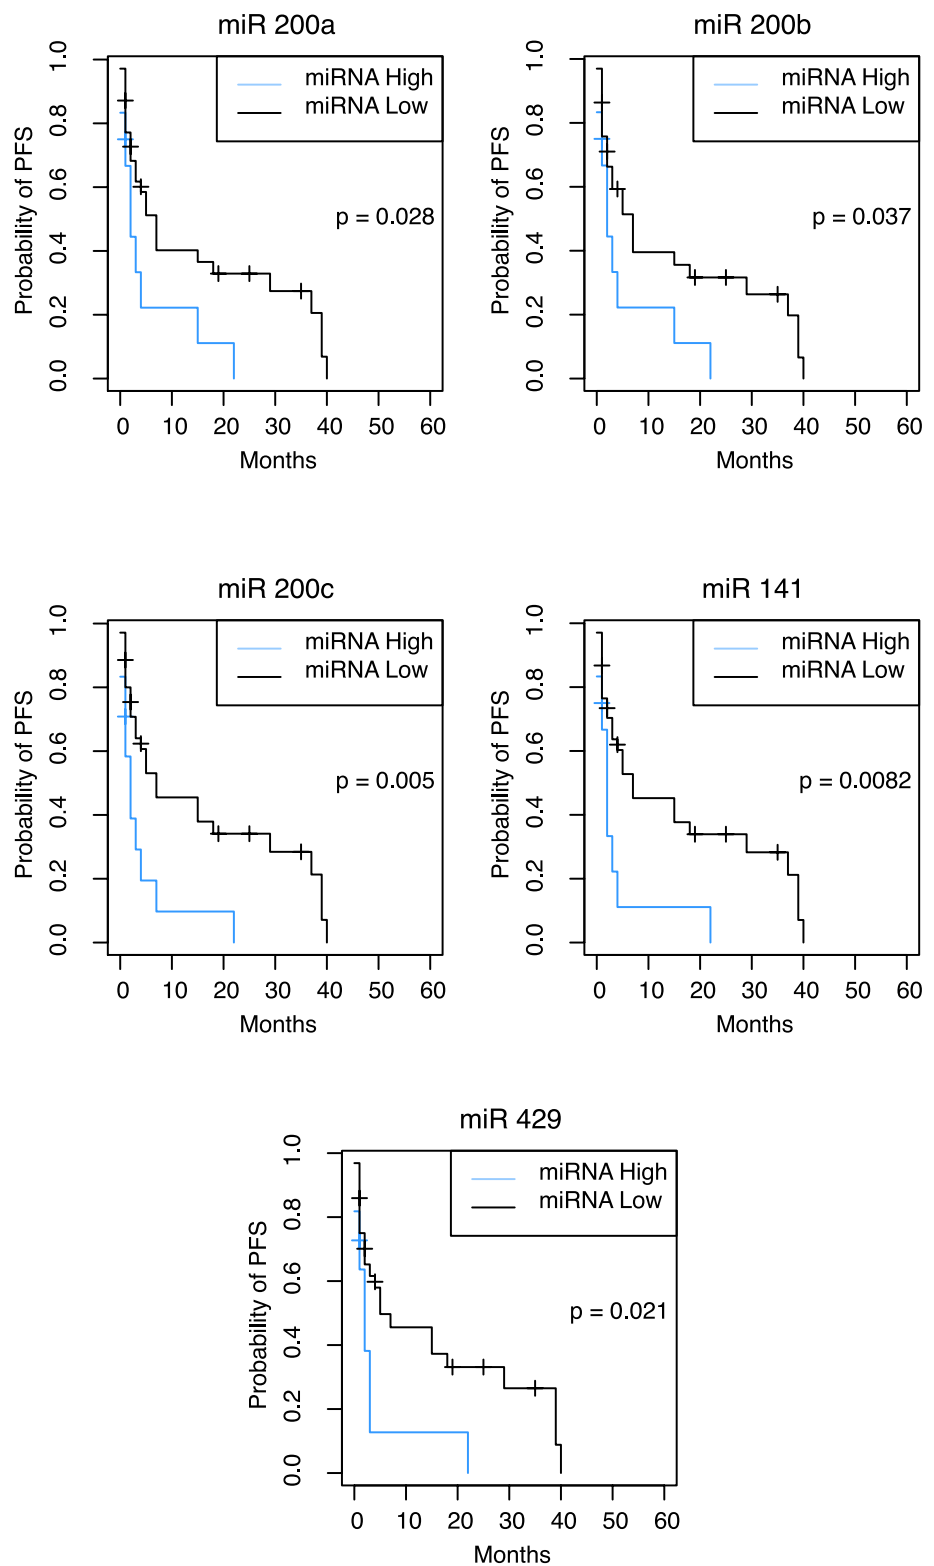 miR 200a
miRNA High
miRNA Low
p = 0.028
Probability of PFS
0.0 0.2 0.4 0.6 0.8 1.0
0 10 20 30 40 50 60
Months
miR 200b
miRNA High
miRNA Low
p = 0.037
Probability of PFS
0.0 0.2 0.4 0.6 0.8 1.0
0 10 20 30 40 50 60
Months
miR 200c
miRNA High
miRNA Low
p = 0.005
Probability of PFS
0.0 0.2 0.4 0.6 0.8 1.0
0 10 20 30 40 50 60
Months
miR 141
miRNA High
miRNA Low
p = 0.0082
Probability of PFS
0.0 0.2 0.4 0.6 0.8 1.0
0 10 20 30 40 50 60
Months
miR 429
miRNA High
miRNA Low
p = 0.021
Probability of PFS
0.0 0.2 0.4 0.6 0.8 1.0
0 10 20 30 40 50 60
Months